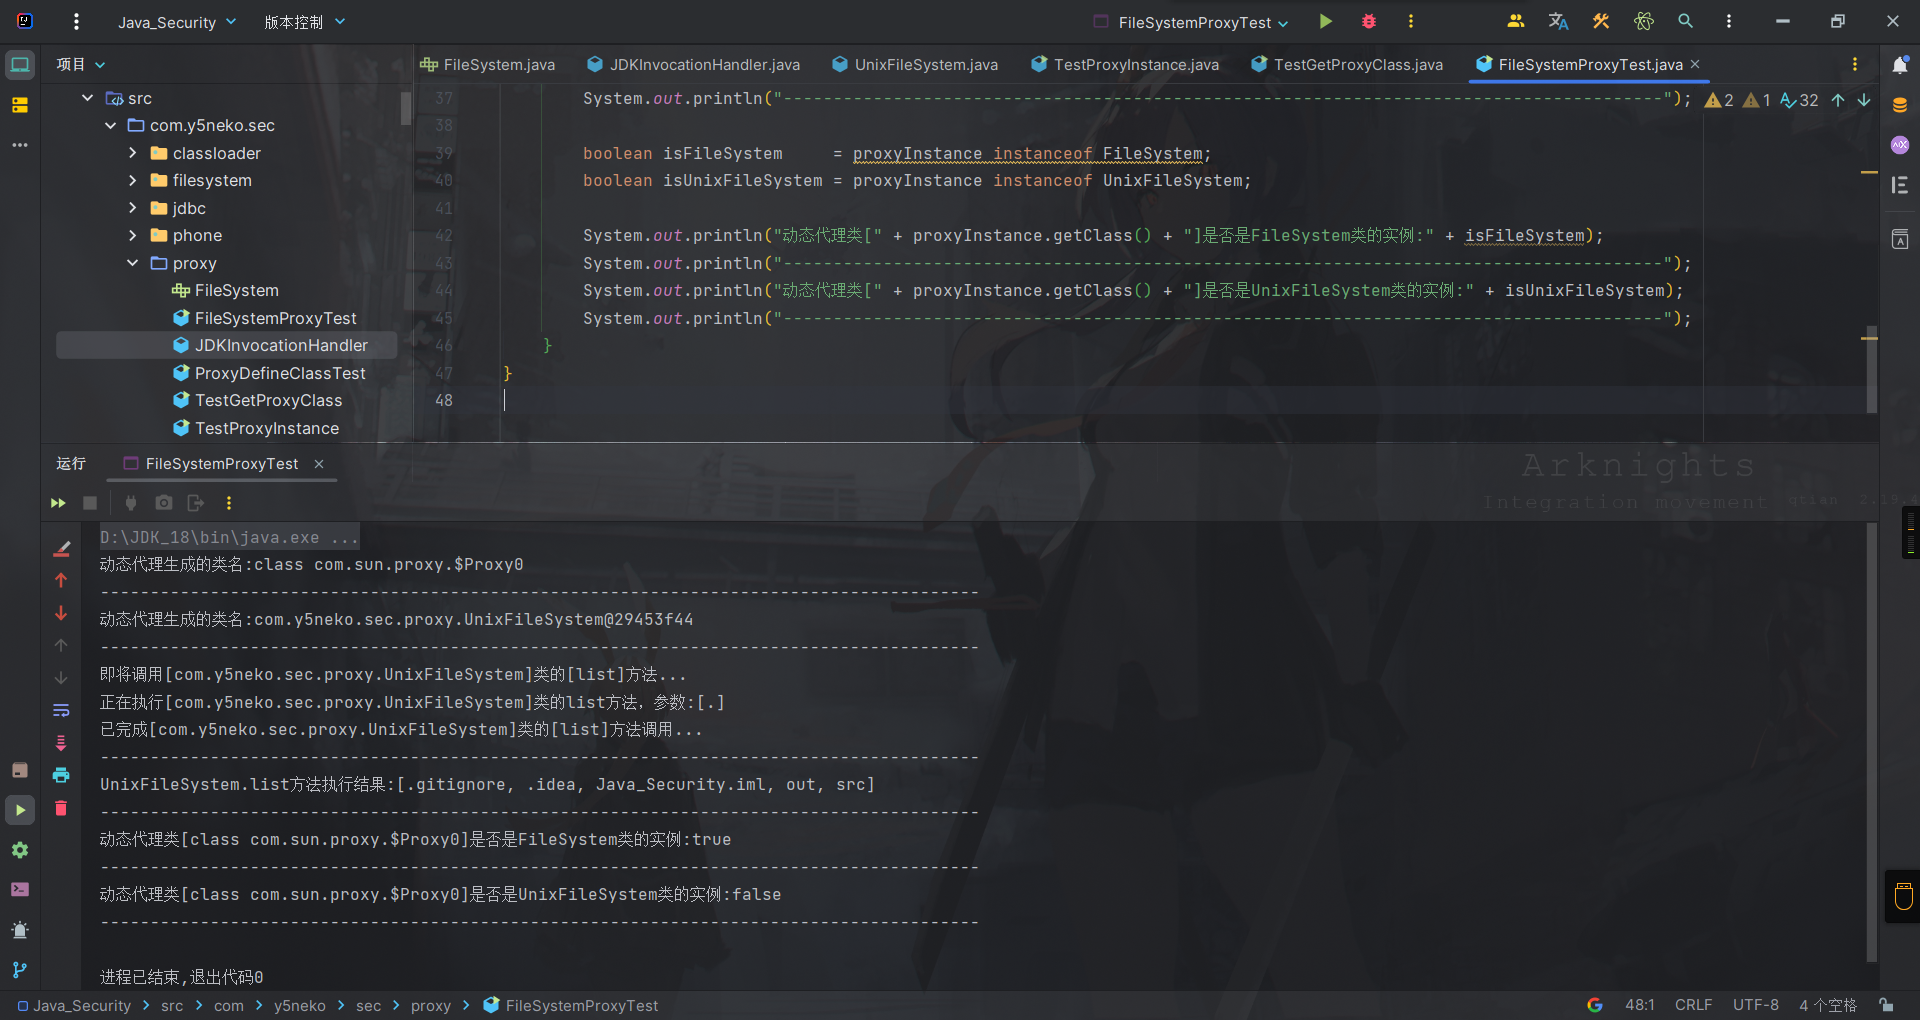 Java_Security 版本控制 FileSystemProxyTest
项目
FileSystem.java JDKInvocationHandler.java UnixFileSystem.java TestProxyInstance.java TestGetProxyClass.java FileSystemProxyTest.java
src
com.y5neko.sec
classloader
filesystem
jdbc
phone
proxy
FileSystem
FileSystemProxyTest
JDKInvocationHandler
ProxyDefineClassTest
TestGetProxyClass
TestProxyInstance
37 System.out.println("----------------------------------------------------------------------------------------"); 2 1 32
38
39 boolean isFileSystem     = proxyInstance instanceof FileSystem;
40 boolean isUnixFileSystem = proxyInstance instanceof UnixFileSystem;
41
42 System.out.println("动态代理类[" + proxyInstance.getClass() + "]是否是FileSystem类的实例:" + isFileSystem);
43 System.out.println("----------------------------------------------------------------------------------------");
44 System.out.println("动态代理类[" + proxyInstance.getClass() + "]是否是UnixFileSystem类的实例:" + isUnixFileSystem);
45 System.out.println("----------------------------------------------------------------------------------------");
46 }
47 }
48
运行 FileSystemProxyTest
Arknights
Integration movement qtian 2.19.4
D:\JDK_18\bin\java.exe ...
动态代理生成的类名:class com.sun.proxy.$Proxy0
----------------------------------------------------------------------------------------
动态代理生成的类名:com.y5neko.sec.proxy.UnixFileSystem@29453f44
----------------------------------------------------------------------------------------
即将调用[com.y5neko.sec.proxy.UnixFileSystem]类的[list]方法...
正在执行[com.y5neko.sec.proxy.UnixFileSystem]类的list方法，参数:[.]
已完成[com.y5neko.sec.proxy.UnixFileSystem]类的[list]方法调用...
----------------------------------------------------------------------------------------
UnixFileSystem.list方法执行结果:[.gitignore, .idea, Java_Security.iml, out, src]
----------------------------------------------------------------------------------------
动态代理类[class com.sun.proxy.$Proxy0]是否是FileSystem类的实例:true
----------------------------------------------------------------------------------------
动态代理类[class com.sun.proxy.$Proxy0]是否是UnixFileSystem类的实例:false
----------------------------------------------------------------------------------------
进程已结束,退出代码0
Java_Security src com y5neko sec proxy FileSystemProxyTest 48:1 CRLF UTF-8 4 个空格